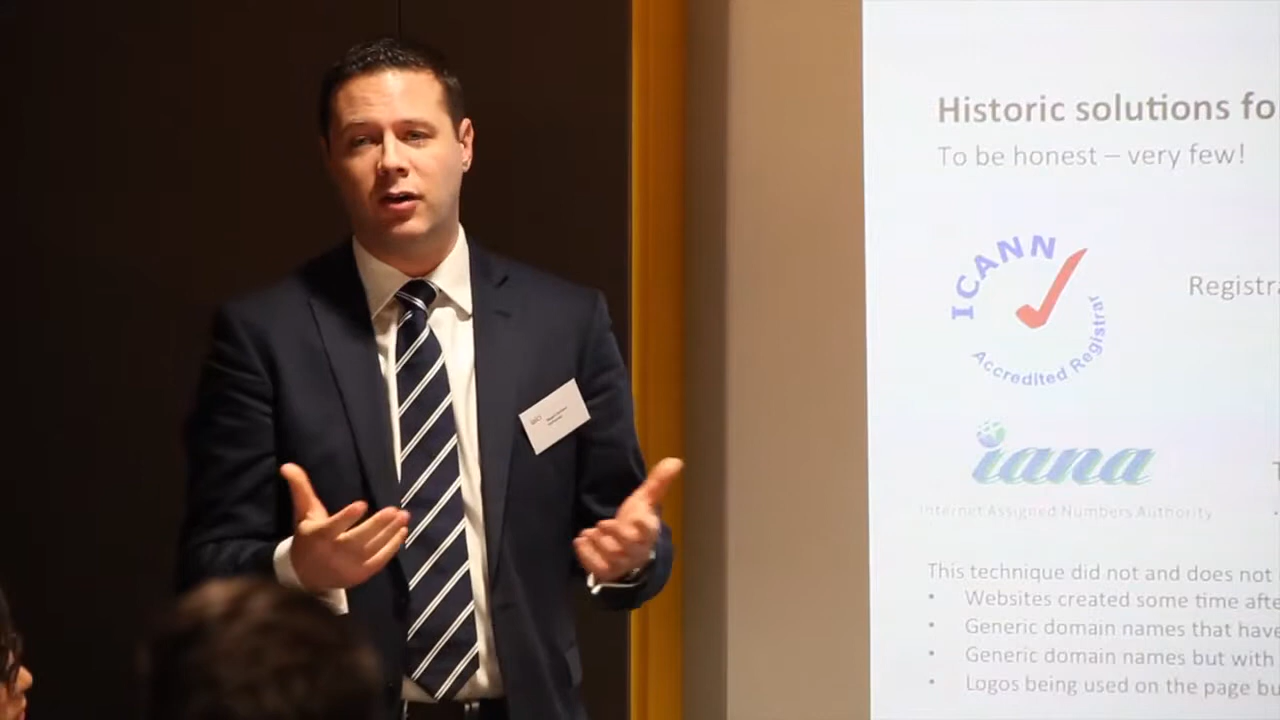 Historic solutions fo
To be honest – very few!
ICANN
Accredited Registrar
Registra
iana
Internet Assigned Numbers Authority
This technique did not and does not
• Websites created some time afte
• Generic domain names that have
• Generic domain names but with
• Logos being used on the page bu